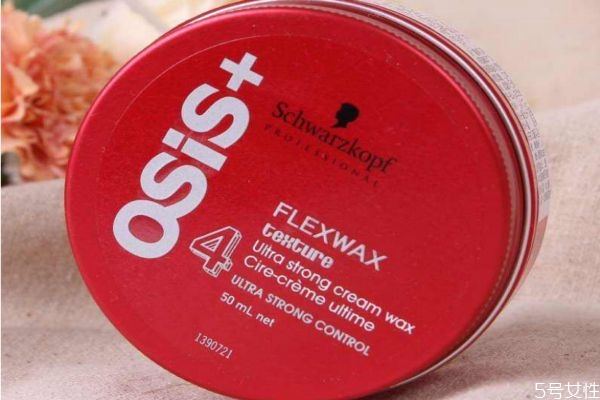 OSIS+
Schwarzkopf
PROFESSIONAL
FLEXWAX
texture
4
Ultra strong cream wax
Cire-crème ultime
ULTRA STRONG CONTROL
50 mL net
1390721
5号女性